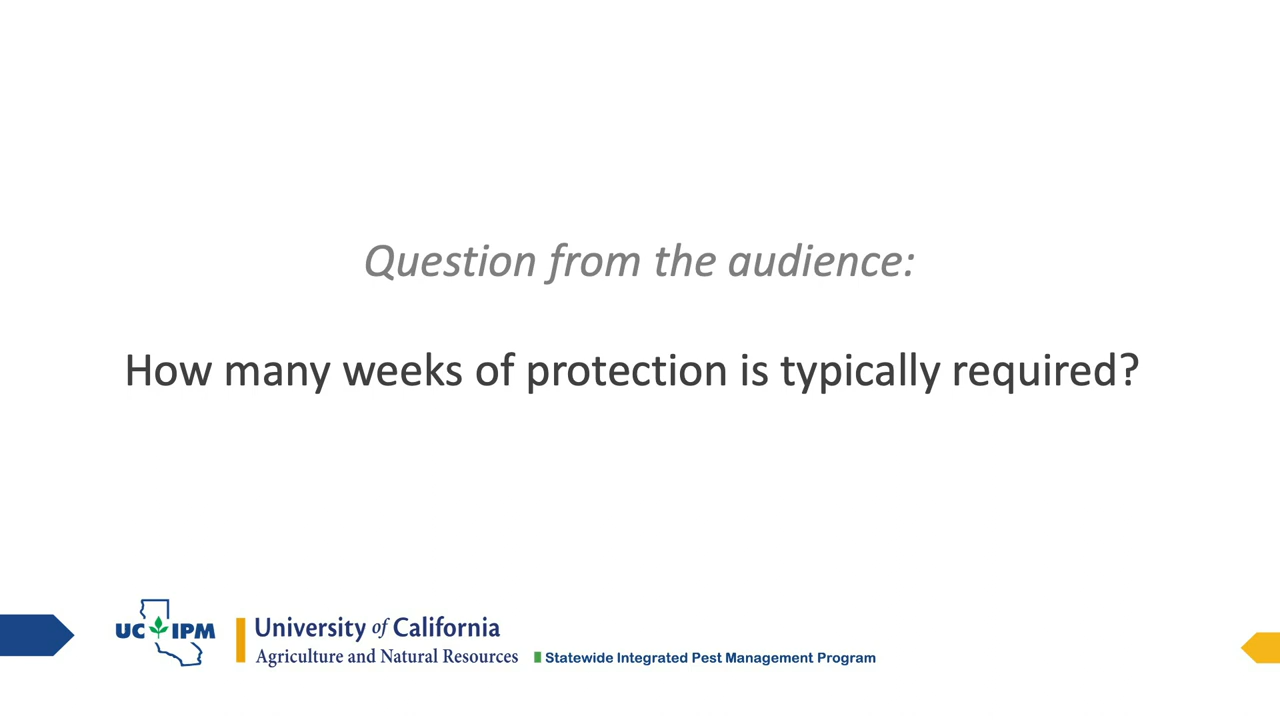 Question from the audience:
How many weeks of protection is typically required?
UC IPM
University of California
Agriculture and Natural Resources
Statewide Integrated Pest Management Program